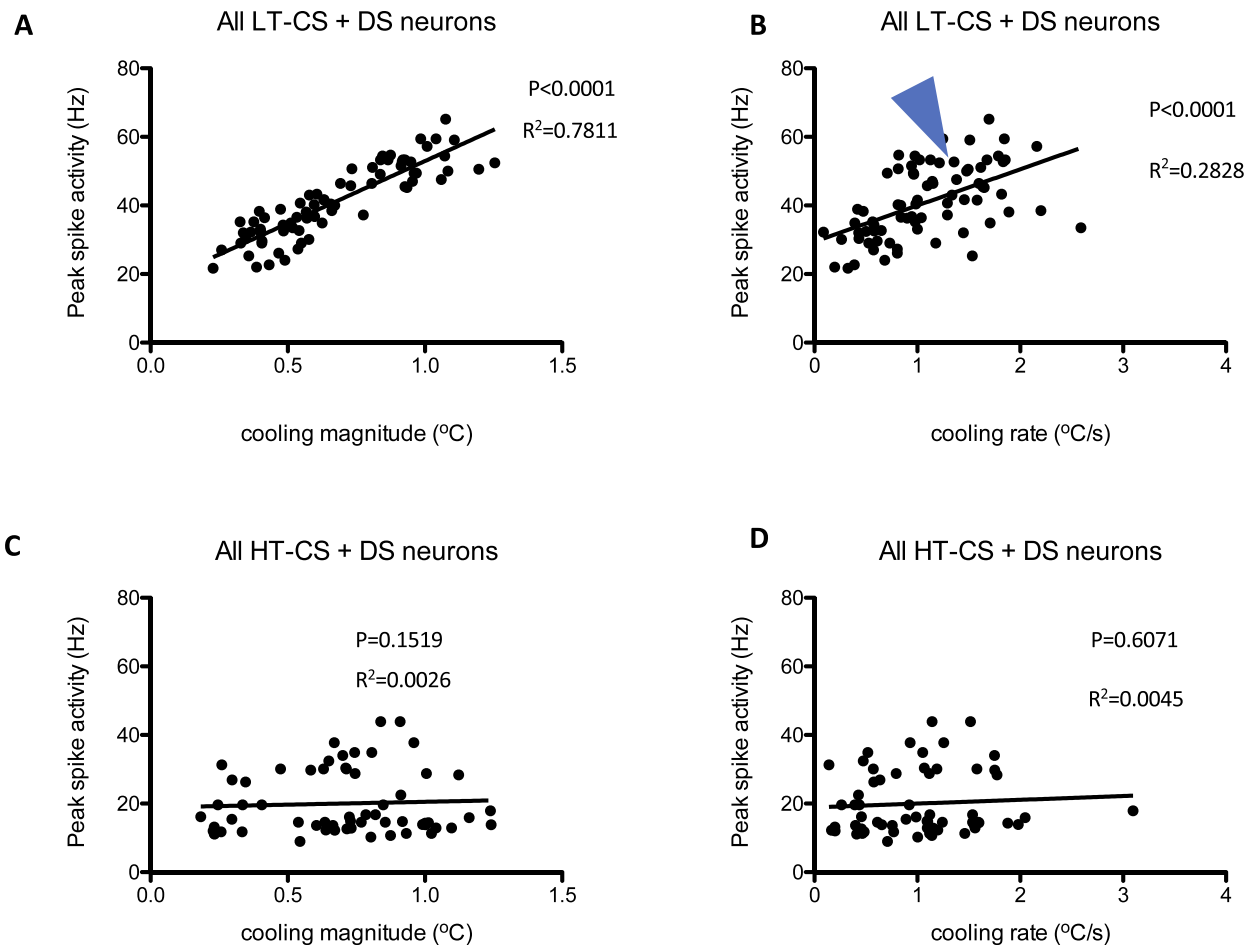 A
All LT-CS + DS neurons
80
60
40
20
0
Peak spike activity (Hz)
P<0.0001
R²=0.7811
0.0 0.5 1.0 1.5
cooling magnitude (ºC)
B
All LT-CS + DS neurons
80
60
40
20
0
Peak spike activity (Hz)
P<0.0001
R²=0.2828
0 1 2 3 4
cooling rate (ºC/s)
C
All HT-CS + DS neurons
80
60
40
20
0
Peak spike activity (Hz)
P=0.1519
R²=0.0026
0.0 0.5 1.0 1.5
cooling magnitude (ºC)
D
All HT-CS + DS neurons
80
60
40
20
0
Peak spike activity (Hz)
P=0.6071
R²=0.0045
0 1 2 3 4
cooling rate (ºC/s)